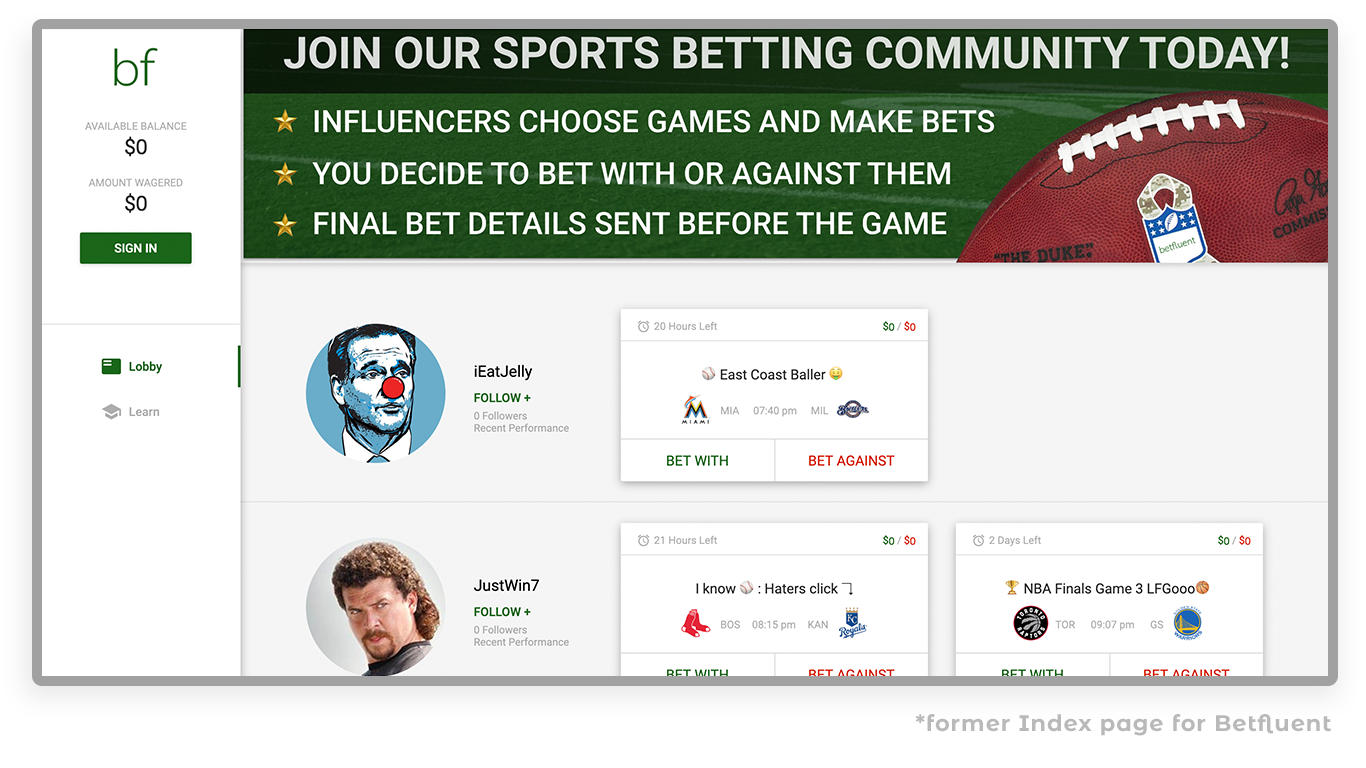 bf
AVAILABLE BALANCE
$0
AMOUNT WAGERED
$0
SIGN IN
Lobby
Learn
JOIN OUR SPORTS BETTING COMMUNITY TODAY!
INFLUENCERS CHOOSE GAMES AND MAKE BETS
YOU DECIDE TO BET WITH OR AGAINST THEM
FINAL BET DETAILS SENT BEFORE THE GAME
"THE DUKE."
betfluent
iEatJelly
FOLLOW +
0 Followers
Recent Performance
20 Hours Left $0 / $0
⚾ East Coast Baller 🤑
MIAMI MIA 07:40 pm MIL Brewers
BET WITH BET AGAINST
JustWin7
FOLLOW +
0 Followers
Recent Performance
21 Hours Left $0 / $0
I know ⚾ : Haters click ⤵
BOS 08:15 pm KAN KC Royals
BET WITH BET AGAINST
2 Days Left $0 / $0
🏆 NBA Finals Game 3 LFGooo🏀
TORONTO RAPTORS TOR 09:07 pm GS WARRIORS
BET WITH BET AGAINST
*former Index page for Betfluent